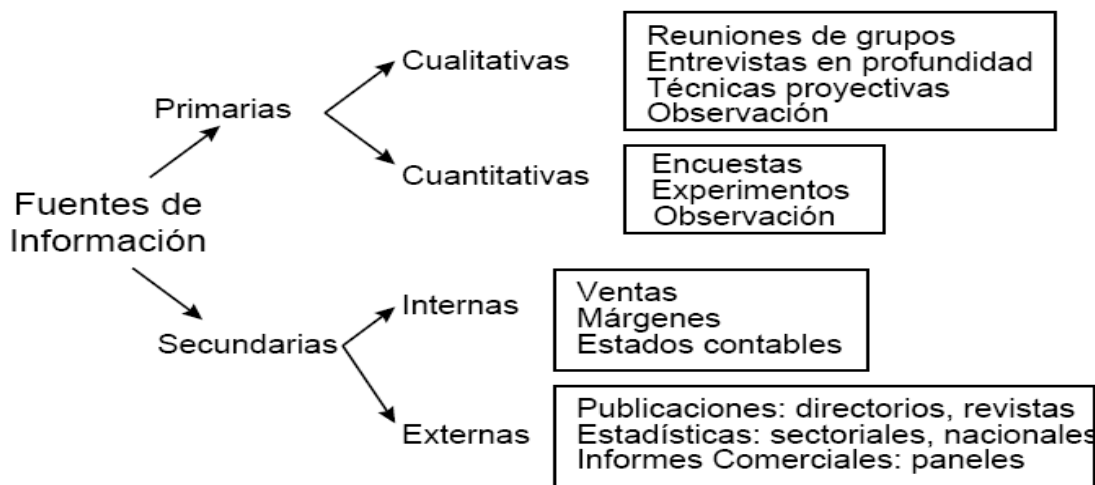 Fuentes de
Información
Primarias
Cualitativas
Reuniones de grupos
Entrevistas en profundidad
Técnicas proyectivas
Observación
Cuantitativas
Encuestas
Experimentos
Observación
Secundarias
Internas
Ventas
Márgenes
Estados contables
Externas
Publicaciones: directorios, revistas
Estadísticas: sectoriales, nacionales
Informes Comerciales: paneles